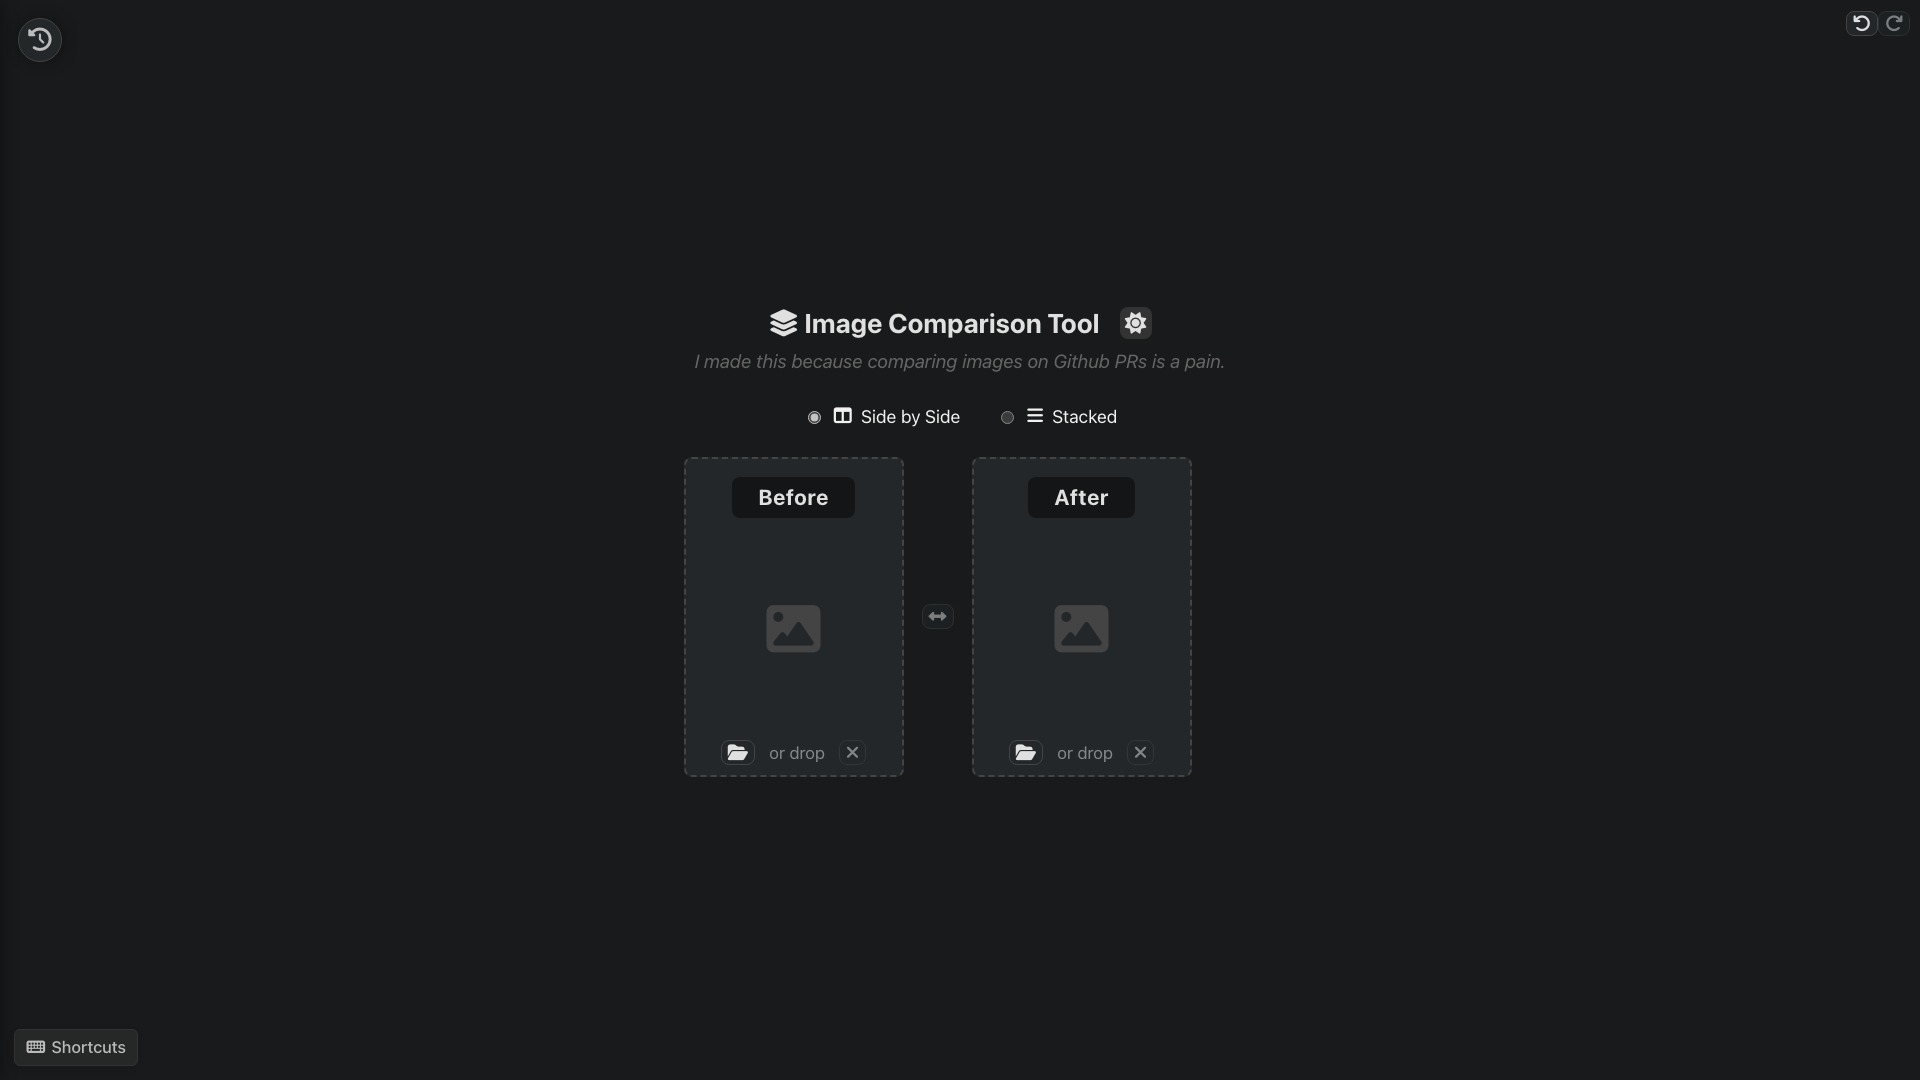 Image Comparison Tool
I made this because comparing images on Github PRs is a pain.
Side by Side
Stacked
Before
After
or drop
or drop
Shortcuts